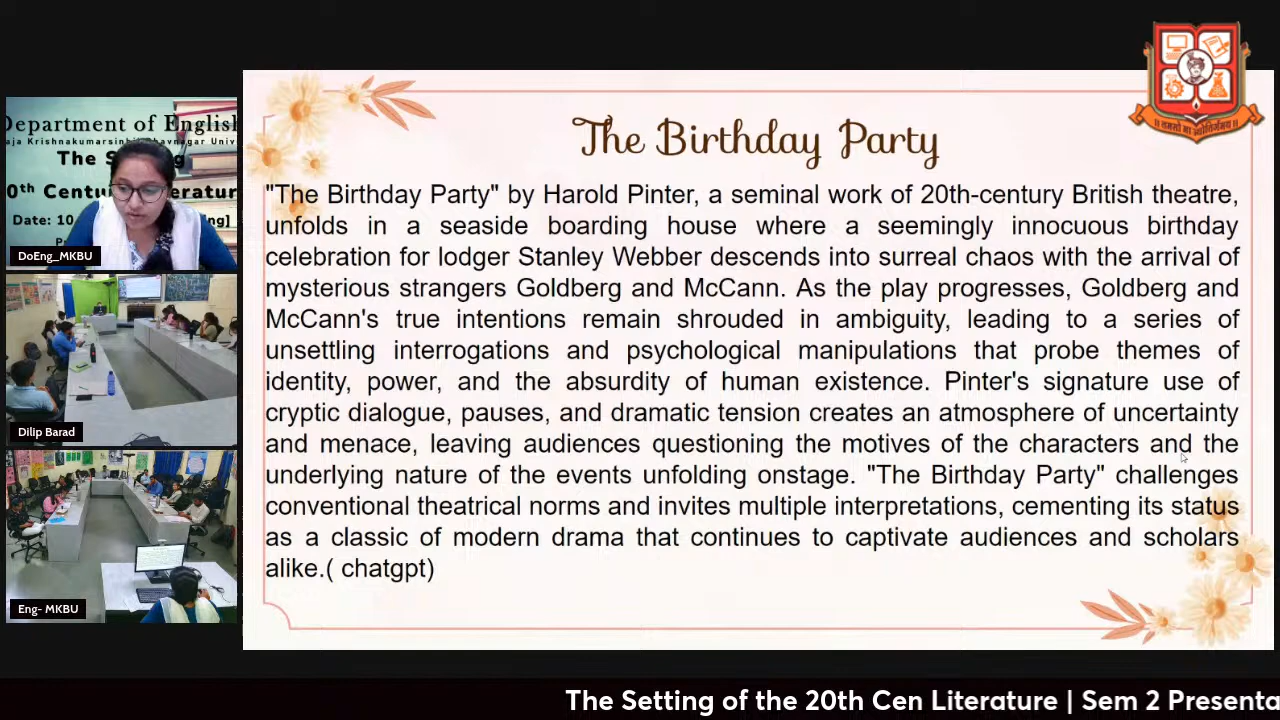 Department of English
The S
Date: 10
DoEng_MKBU
Dilip Barad
Eng- MKBU
The Birthday Party
"The Birthday Party" by Harold Pinter, a seminal work of 20th-century British theatre,
unfolds in a seaside boarding house where a seemingly innocuous birthday
celebration for lodger Stanley Webber descends into surreal chaos with the arrival of
mysterious strangers Goldberg and McCann. As the play progresses, Goldberg and
McCann's true intentions remain shrouded in ambiguity, leading to a series of
unsettling interrogations and psychological manipulations that probe themes of
identity, power, and the absurdity of human existence. Pinter's signature use of
cryptic dialogue, pauses, and dramatic tension creates an atmosphere of uncertainty
and menace, leaving audiences questioning the motives of the characters and the
underlying nature of the events unfolding onstage. "The Birthday Party" challenges
conventional theatrical norms and invites multiple interpretations, cementing its status
as a classic of modern drama that continues to captivate audiences and scholars
alike.( chatgpt)
The Setting of the 20th Cen Literature | Sem 2 Presenta